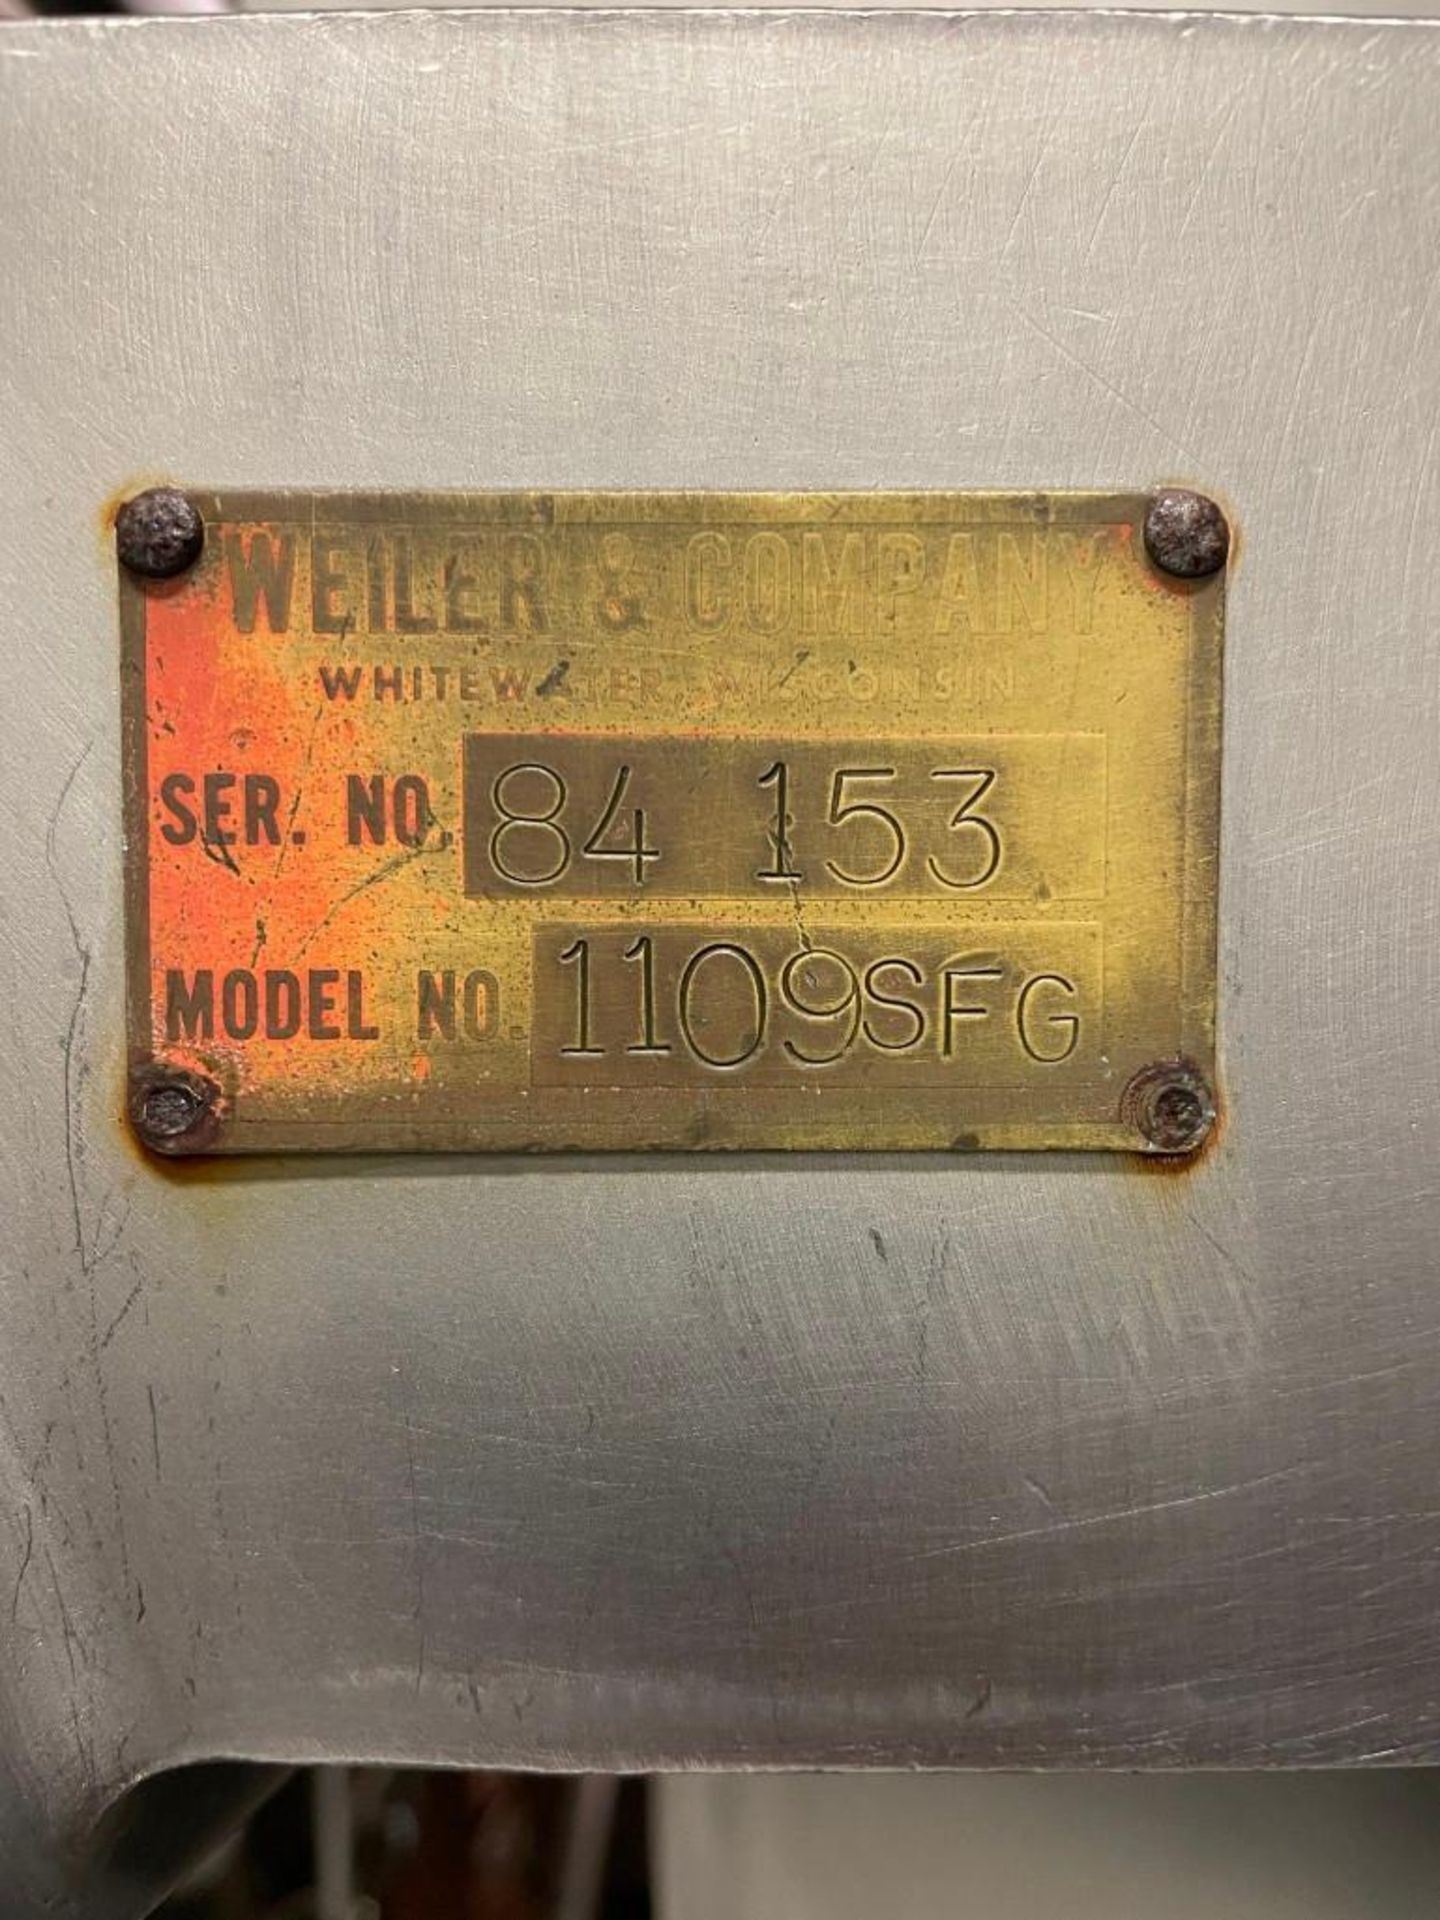 WEILER & COMPANY
WHITEWATER, WISCONSIN
SER. NO. 84 153
MODEL NO. 1109SFG